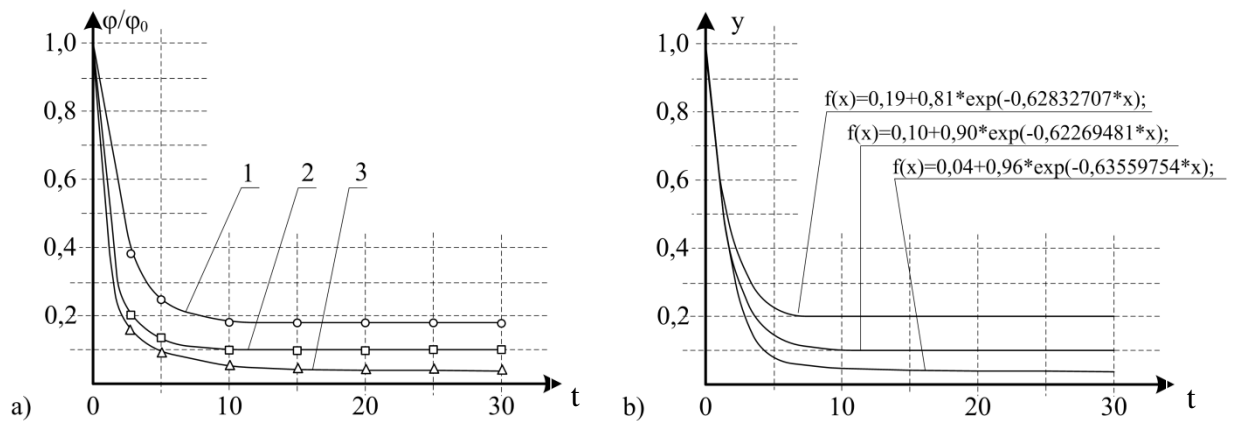 φ/φ0
1,0
0,8
0,6
0,4
0,2
0
10
20
30
t
1
2
3
a)
y
1,0
0,8
0,6
0,4
0,2
0
10
20
30
t
f(x)=0,19+0,81*exp(-0,62832707*x);
f(x)=0,10+0,90*exp(-0,62269481*x);
f(x)=0,04+0,96*exp(-0,63559754*x);
b)